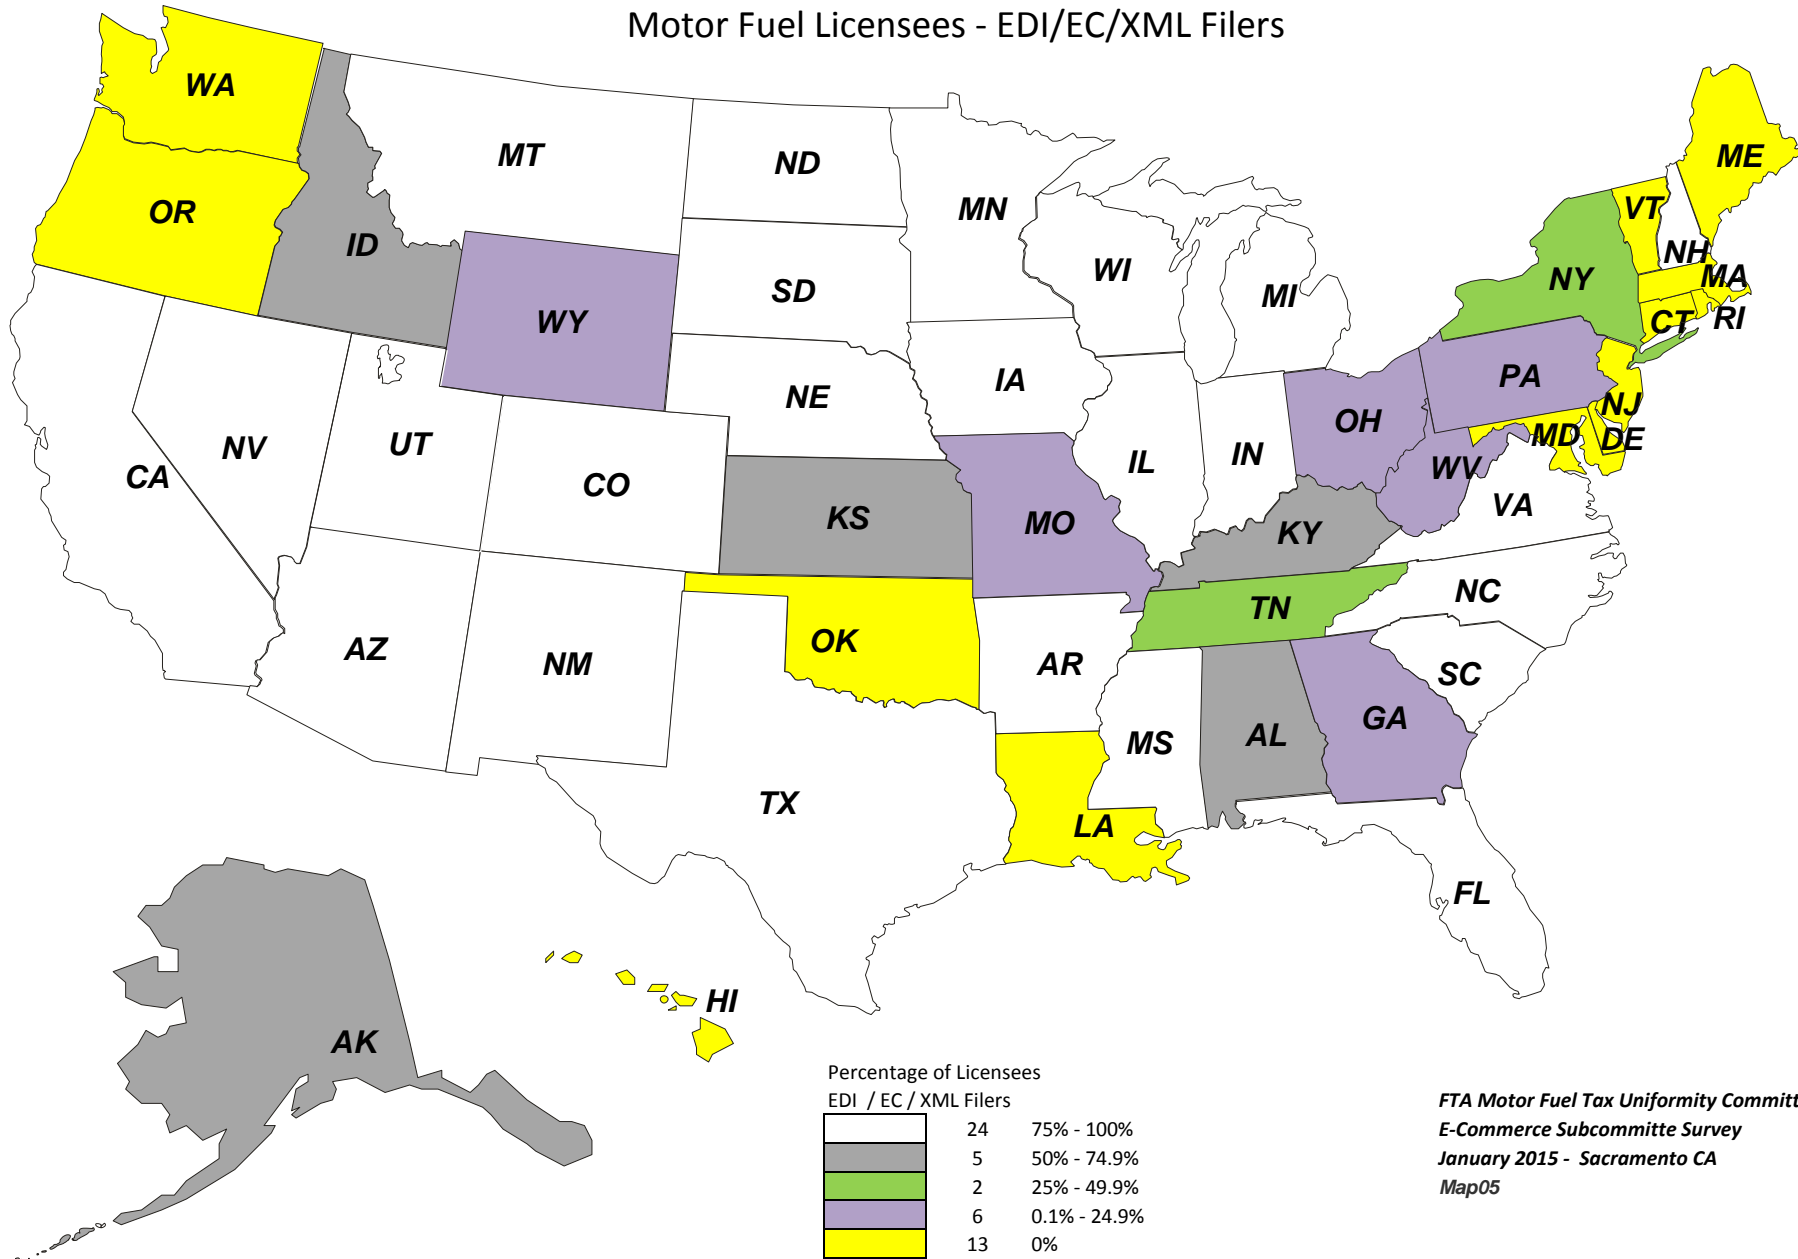 Motor Fuel Licensees - EDI/EC/XML Filers
WA
MT
ND
ME
OR
ID
MN
VT
NH
WI
NY
MA
SD
MI
WY
CT
RI
IA
PA
NE
NJ
OH
MD
DE
NV
UT
IL
IN
WV
CA
CO
VA
KS
MO
KY
NC
TN
AZ
OK
NM
AR
SC
GA
MS
AL
TX
LA
FL
HI
AK
Percentage of Licensees
EDI / EC / XML Filers
24 75% - 100%
5 50% - 74.9%
2 25% - 49.9%
6 0.1% - 24.9%
13 0%
FTA Motor Fuel Tax Uniformity Committ
E-Commerce Subcommitte Survey
January 2015 - Sacramento CA
Map05